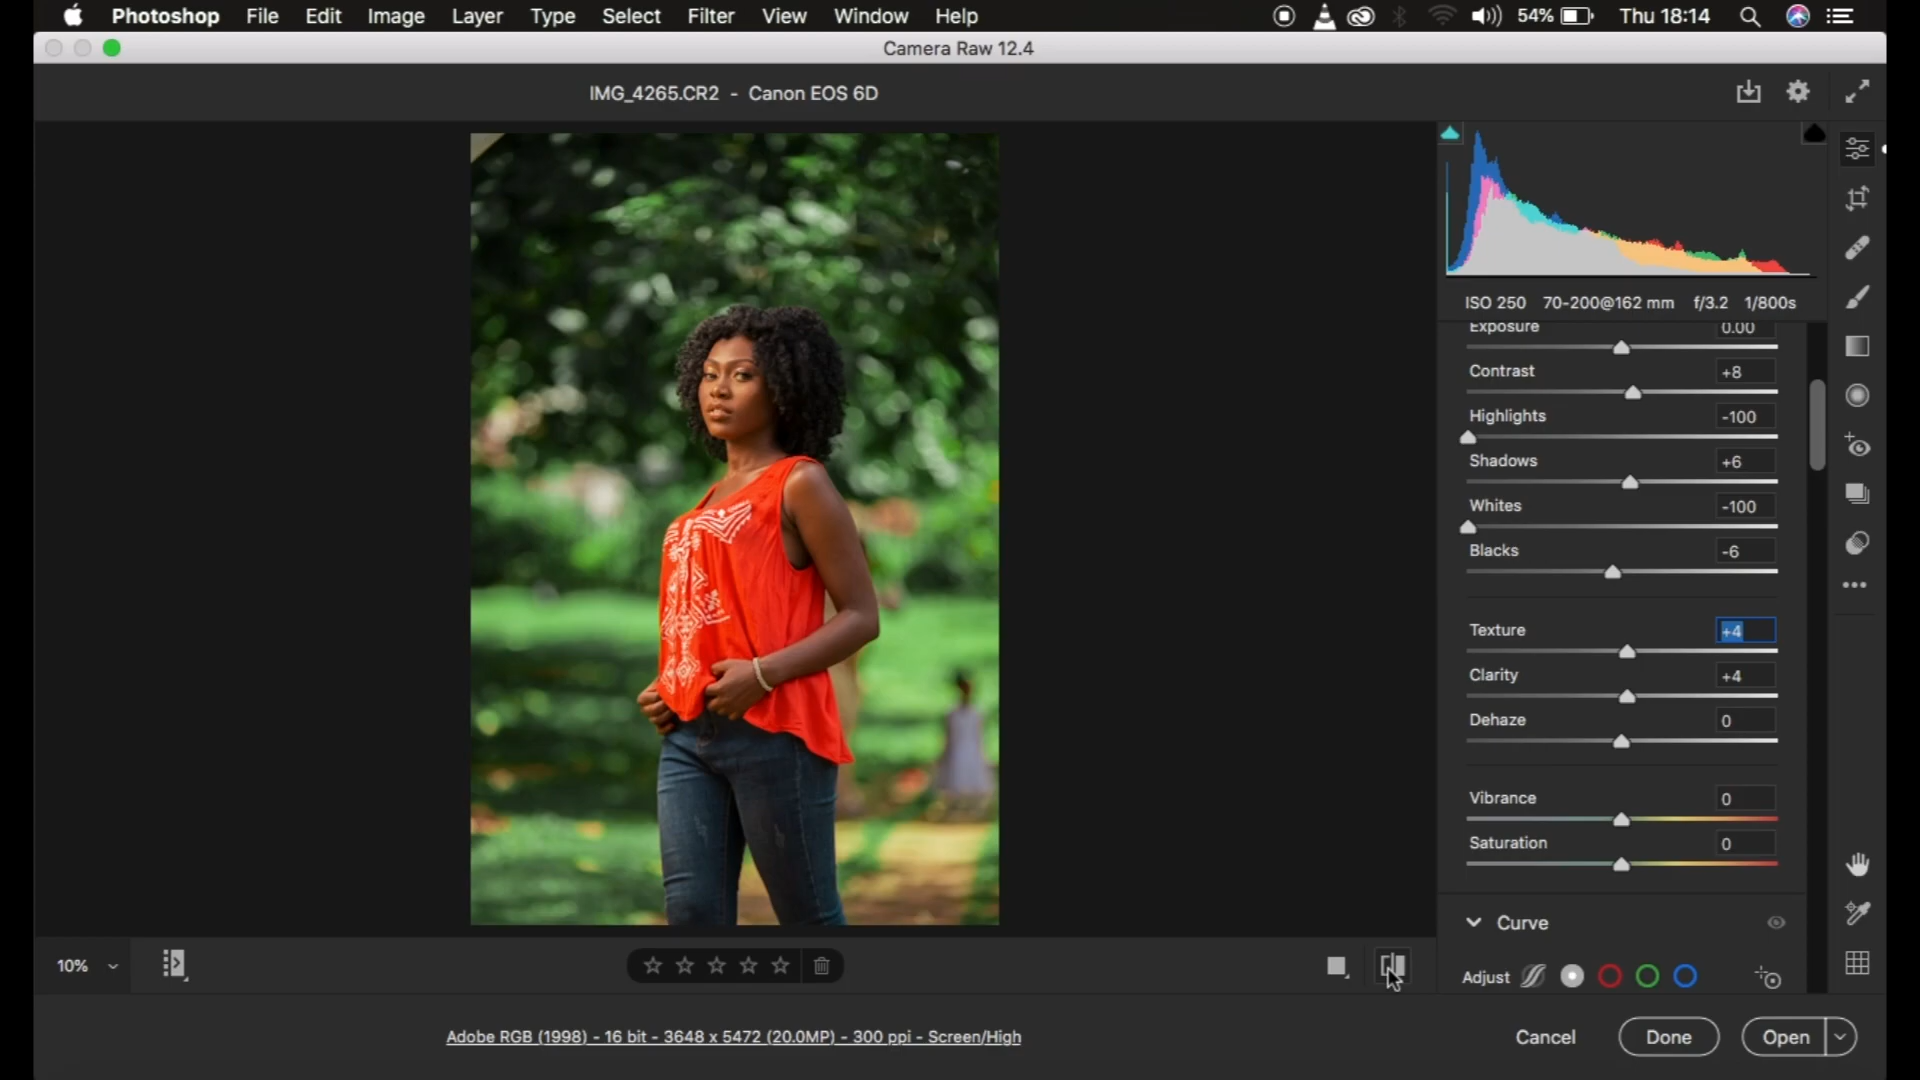 Photoshop File Edit Image Layer Type Select Filter View Window Help 54% Thu 18:14
Camera Raw 12.4
IMG_4265.CR2 - Canon EOS 6D
ISO 250 70-200@162 mm f/3.2 1/800s
Exposure 0.00
Contrast +8
Highlights -100
Shadows +6
Whites -100
Blacks -6
Texture +4
Clarity +4
Dehaze 0
Vibrance 0
Saturation 0
Curve
Adjust
10%
Adobe RGB (1998) - 16 bit - 3648 x 5472 (20.0MP) - 300 ppi - Screen/High
Cancel Done Open